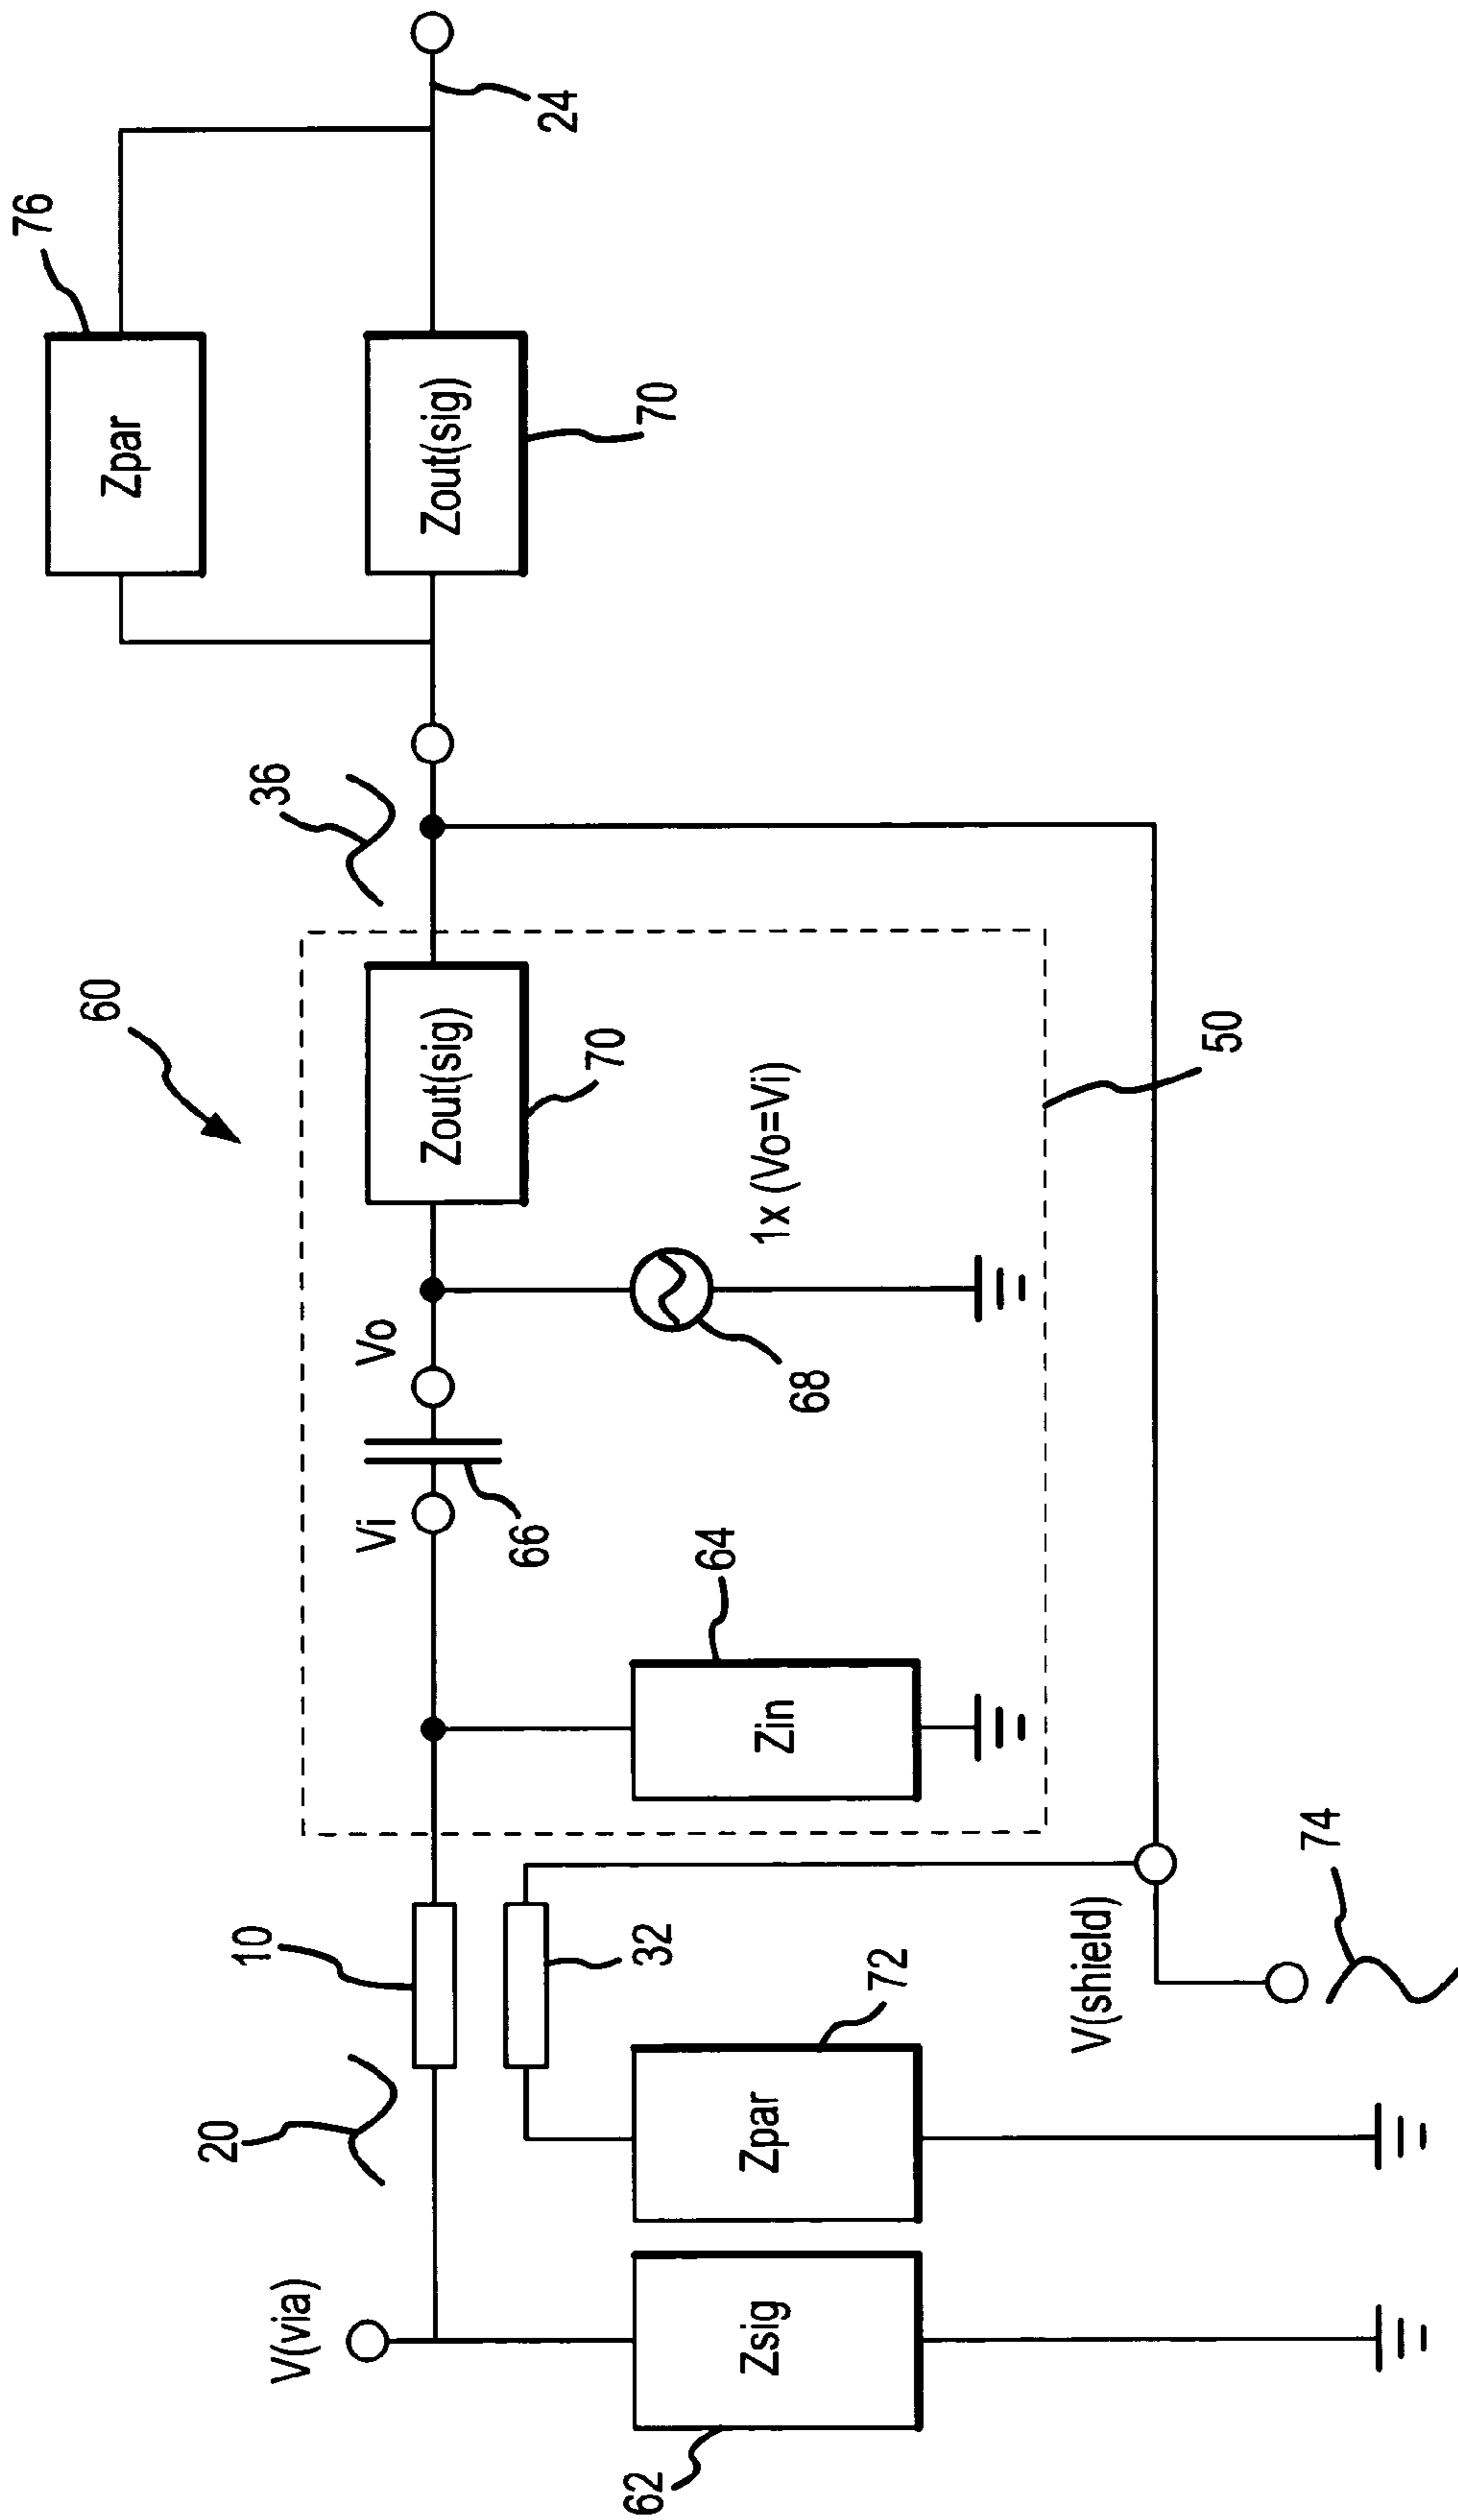 60
76
Zpar
V(via)
20
10
36
Vi
Vo
Zout(sig)
70
Zout(sig)
70
24
66
68
1x (Vo=Vi)
32
64
Zin
62
Zsig
Zpar
72
50
V(shield)
74